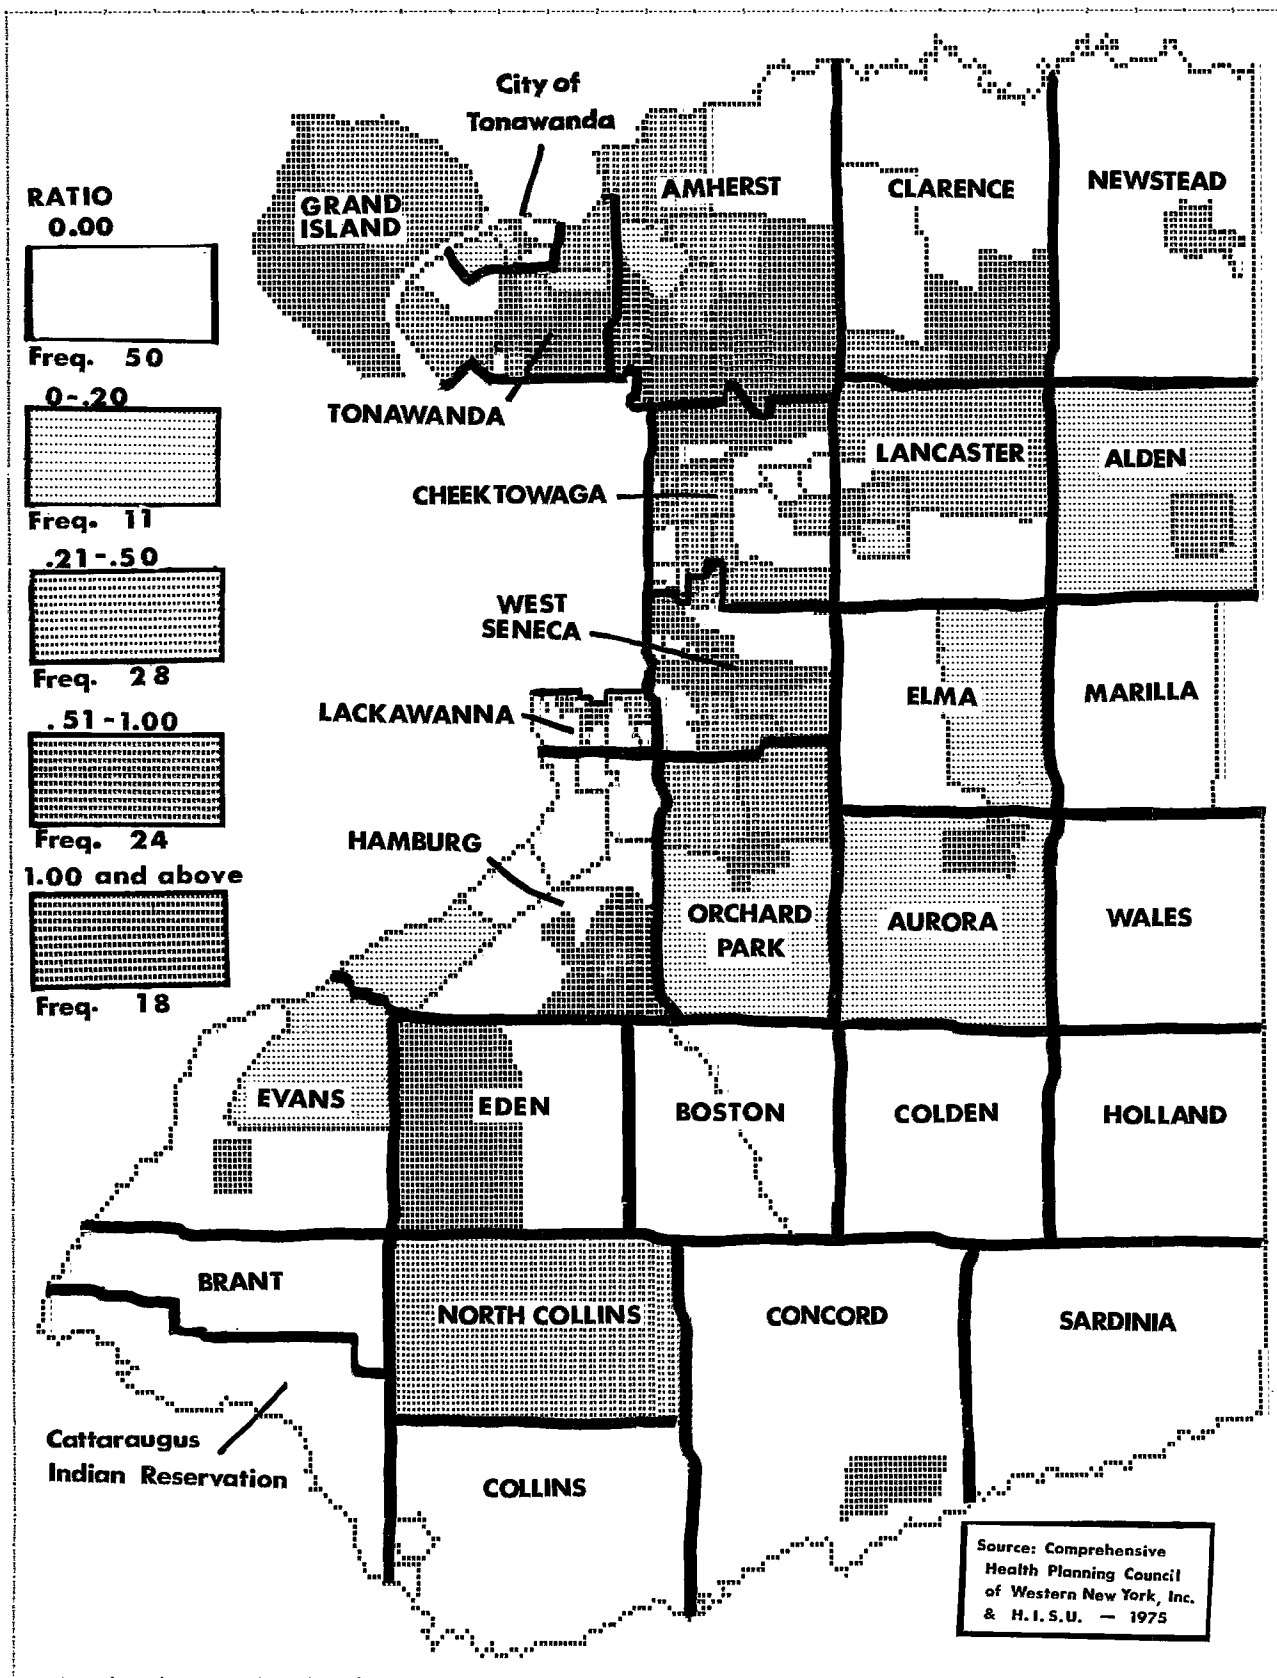 City of
Tonawanda
RATIO
0.00
Freq. 50
0-.20
Freq. 11
.21-.50
Freq. 28
.51-1.00
Freq. 24
1.00 and above
Freq. 18
GRAND
ISLAND
AMHERST
CLARENCE
NEWSTEAD
TONAWANDA
CHEEKTOWAGA
LANCASTER
ALDEN
WEST
SENECA
LACKAWANNA
ELMA
MARILLA
HAMBURG
ORCHARD
PARK
AURORA
WALES
EVANS
EDEN
BOSTON
COLDEN
HOLLAND
BRANT
NORTH COLLINS
CONCORD
SARDINIA
Cattaraugus
Indian Reservation
COLLINS
Source: Comprehensive
Health Planning Council
of Western New York, Inc.
& H.I.S.U. — 1975